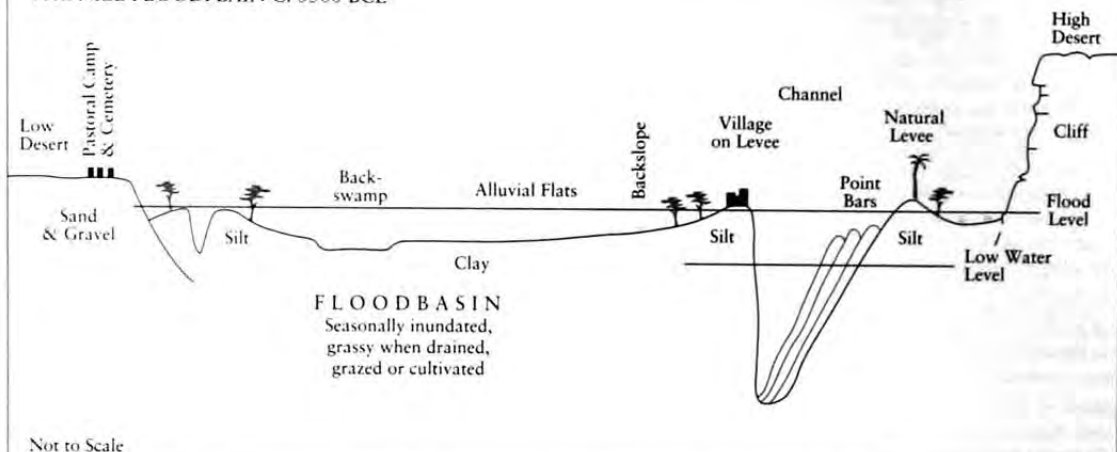 High
Desert
Pastoral Camp
& Cemetery
Low
Desert
Channel
Natural
Levee
Cliff
Village
on Levee
Backslope
Back-
swamp
Alluvial Flats
Point
Bars
Flood
Level
Sand
& Gravel
Silt
Silt
Silt
Clay
Low Water
Level
FLOODBASIN
Seasonally inundated,
grassy when drained,
grazed or cultivated
Not to Scale